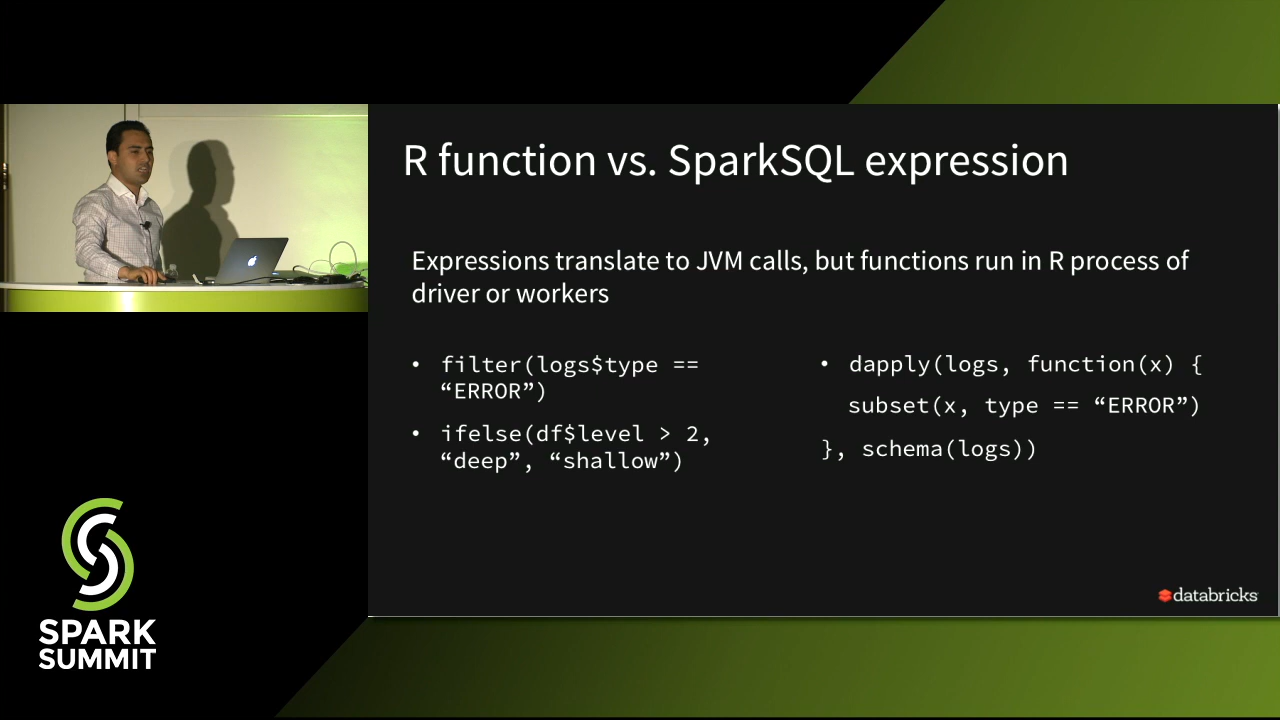 R function vs. SparkSQL expression
Expressions translate to JVM calls, but functions run in R process of
driver or workers
• filter(logs$type ==
“ERROR”)
• ifelse(df$level > 2,
“deep”, “shallow”)
• dapply(logs, function(x) {
subset(x, type == “ERROR”)
}, schema(logs))
databricks
SPARK
SUMMIT